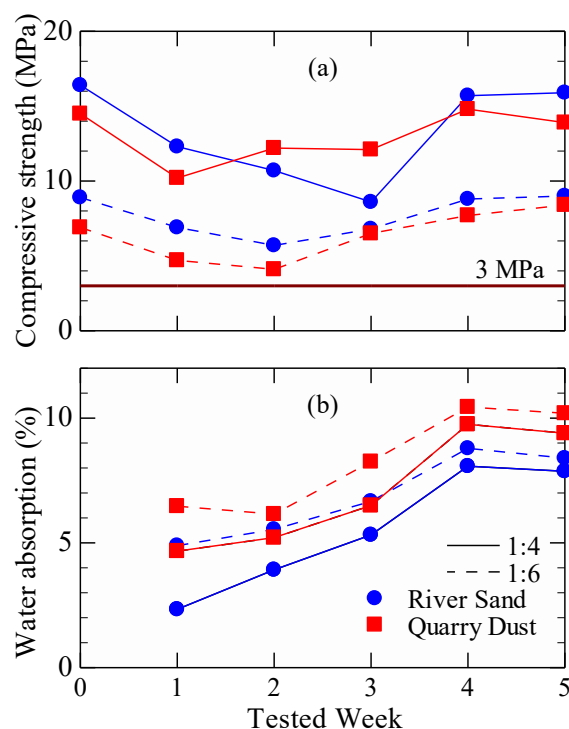 20
(a)
10
3 MPa
0
Compressive strength (MPa)
(b)
10
5
1:4
1:6
River Sand
Quarry Dust
0
Water absorption (%)
0 1 2 3 4 5
Tested Week